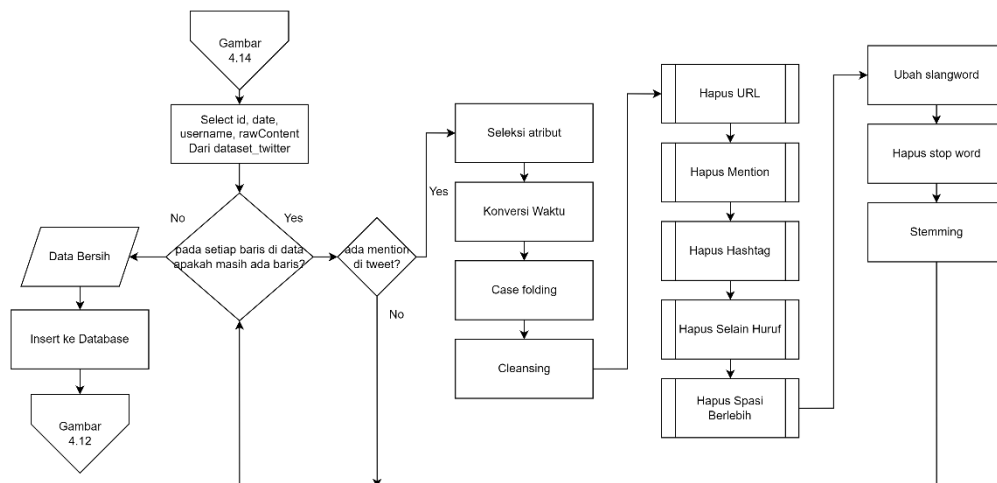 Gambar
4.14
Select id, date,
username, rawContent
Dari dataset_twitter
No
Yes
pada setiap baris di data
apakah masih ada baris?
Data Bersih
Insert ke Database
Gambar
4.12
ada mention
di tweet?
Yes
No
Seleksi atribut
Konversi Waktu
Case folding
Cleansing
Hapus URL
Hapus Mention
Hapus Hashtag
Hapus Selain Huruf
Hapus Spasi
Berlebih
Ubah slangword
Hapus stop word
Stemming